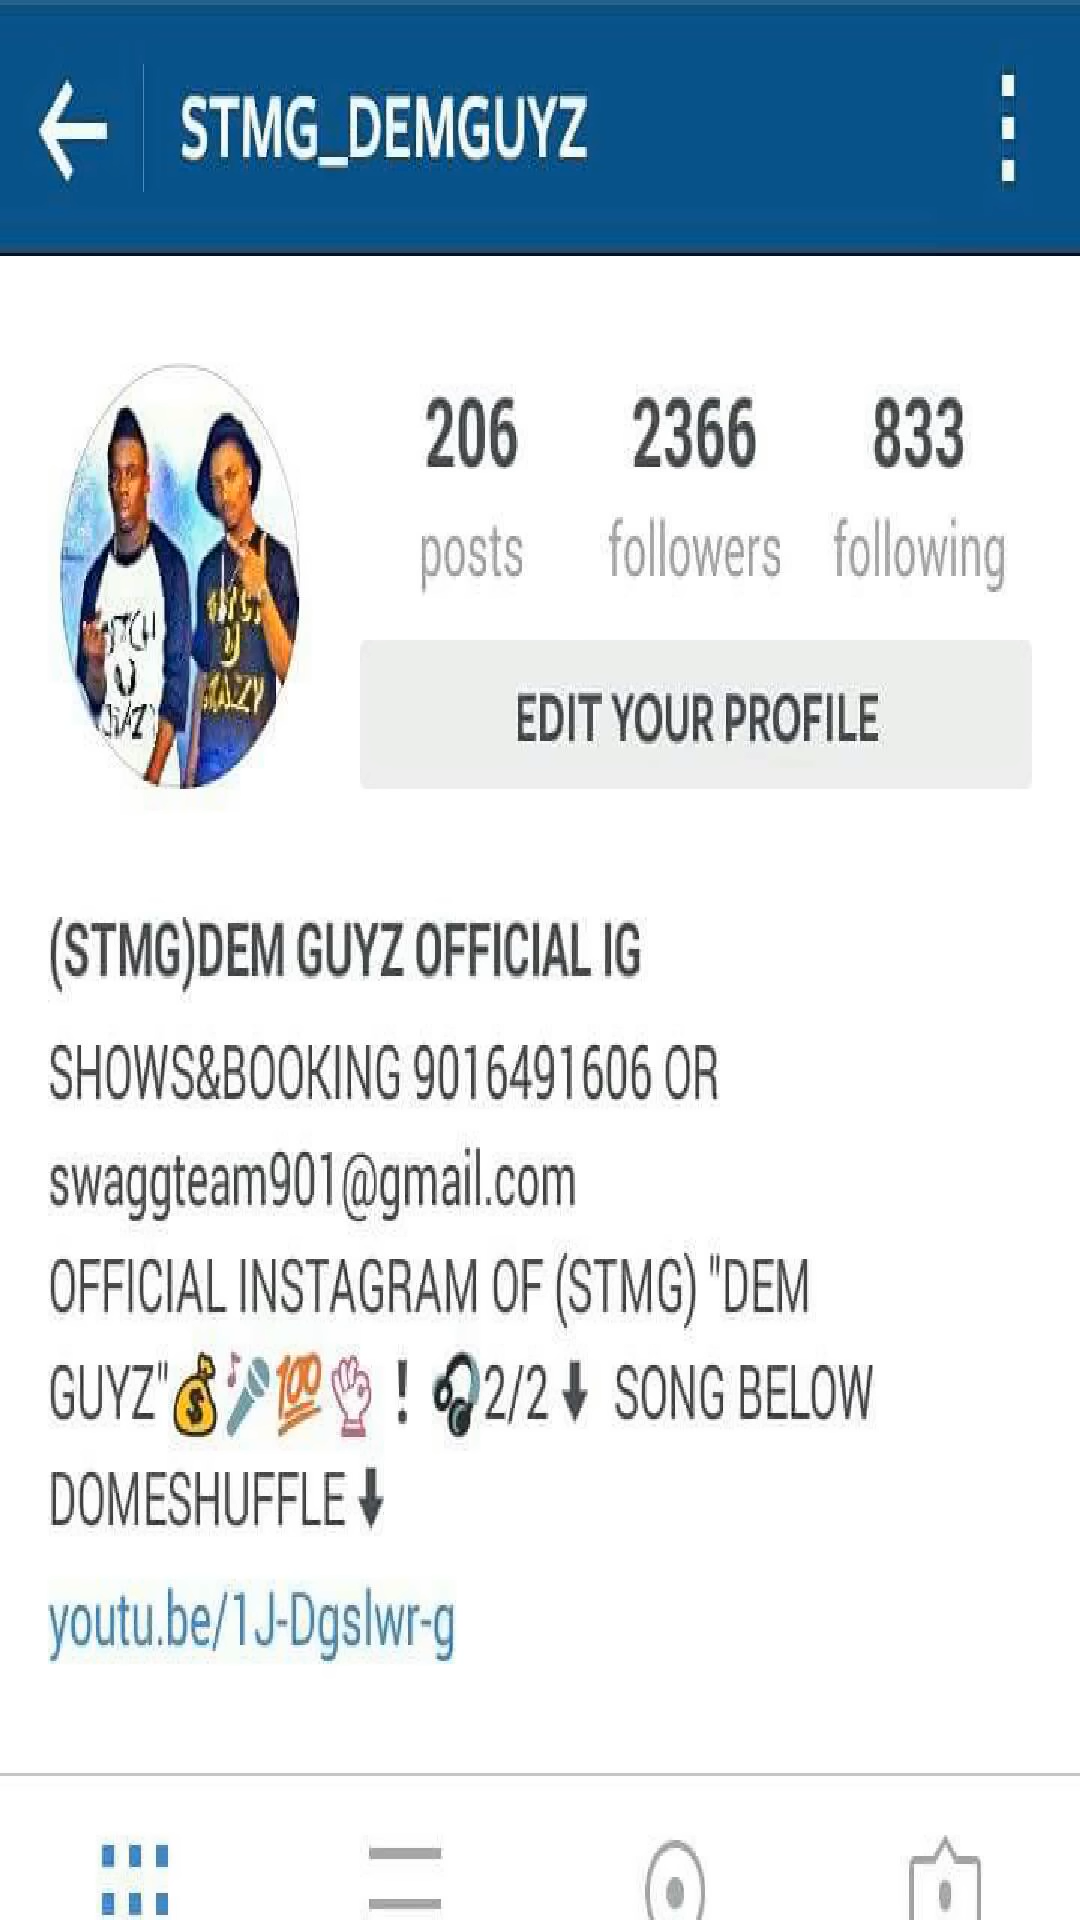 STMG_DEMGUYZ
206 2366 833
posts followers following
EDIT YOUR PROFILE
(STMG)DEM GUYZ OFFICIAL IG
SHOWS&BOOKING 9016491606 OR
swaggteam901@gmail.com
OFFICIAL INSTAGRAM OF (STMG) "DEM
GUYZ"💰🎤💯👌 ! 🎧2/2⬇ SONG BELOW
DOMESHUFFLE⬇
youtu.be/1J-Dgslwr-g